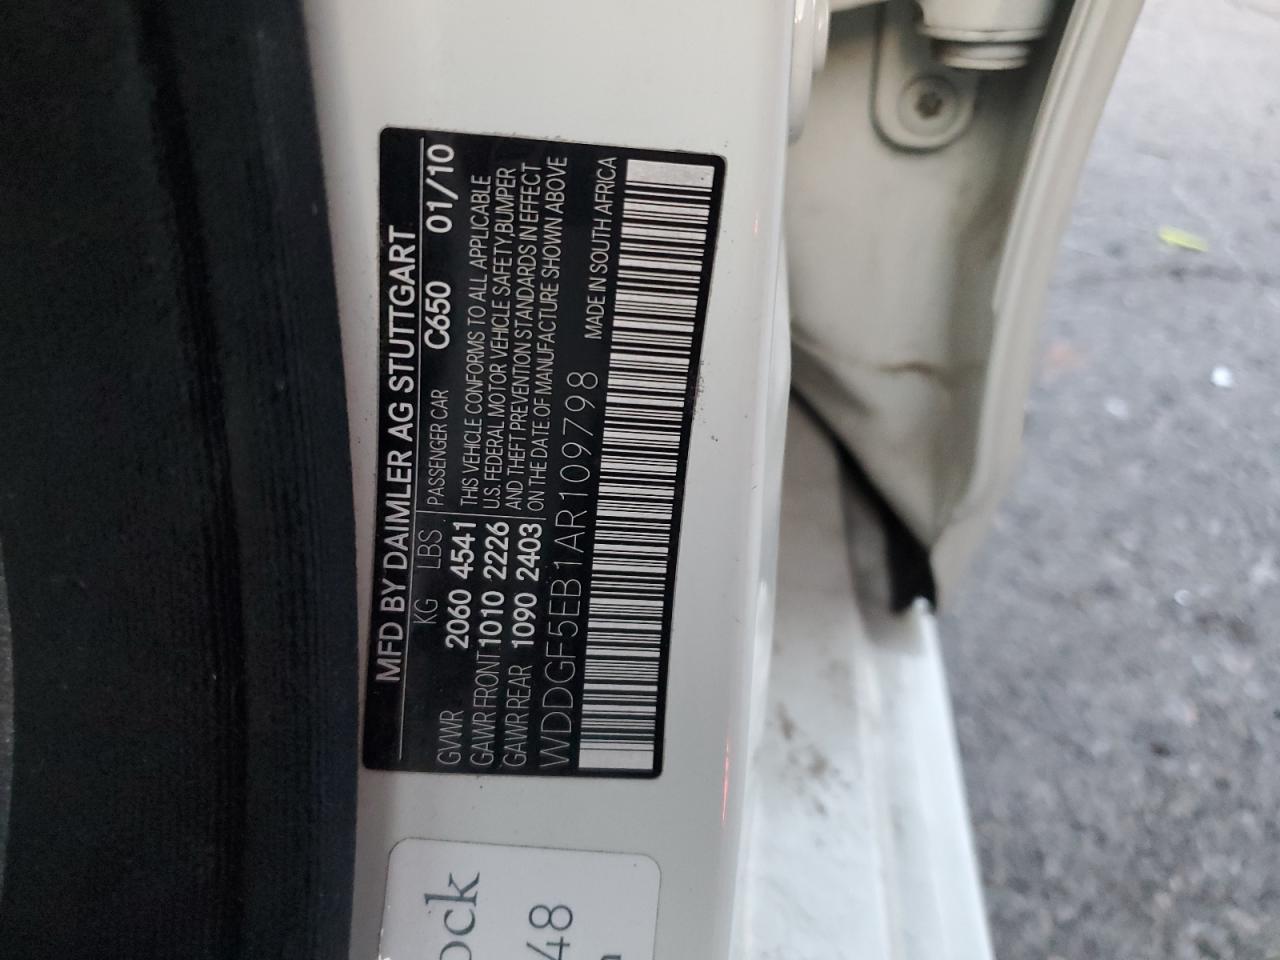 MFD BY DAIMLER AG STUTTGART
KG LBS PASSENGER CAR C650 01/10
GVWR 2060 4541 THIS VEHICLE CONFORMS TO ALL APPLICABLE
GAWR FRONT 1010 2226 U.S. FEDERAL MOTOR VEHICLE SAFETY, BUMPER
GAWR REAR 1090 2403 AND THEFT PREVENTION STANDARDS IN EFFECT
ON THE DATE OF MANUFACTURE SHOWN ABOVE
WDDGF5EB1AR109798 MADE IN SOUTH AFRICA
ock
48